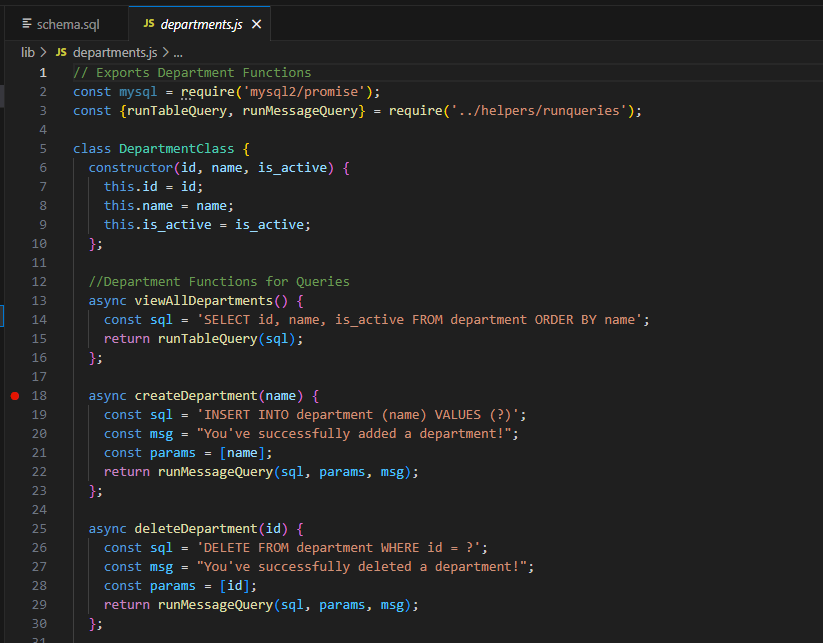 schema.sql
JS departments.js
lib > JS departments.js > ...
1 // Exports Department Functions
2 const mysql = require('mysql2/promise');
3 const {runTableQuery, runMessageQuery} = require('../helpers/runqueries');
4
5 class DepartmentClass {
6 constructor(id, name, is_active) {
7 this.id = id;
8 this.name = name;
9 this.is_active = is_active;
10 };
11
12 //Department Functions for Queries
13 async viewAllDepartments() {
14 const sql = 'SELECT id, name, is_active FROM department ORDER BY name';
15 return runTableQuery(sql);
16 };
17
18 async createDepartment(name) {
19 const sql = 'INSERT INTO department (name) VALUES (?)';
20 const msg = "You've successfully added a department!";
21 const params = [name];
22 return runMessageQuery(sql, params, msg);
23 };
24
25 async deleteDepartment(id) {
26 const sql = 'DELETE FROM department WHERE id = ?';
27 const msg = "You've successfully deleted a department!";
28 const params = [id];
29 return runMessageQuery(sql, params, msg);
30 };
31